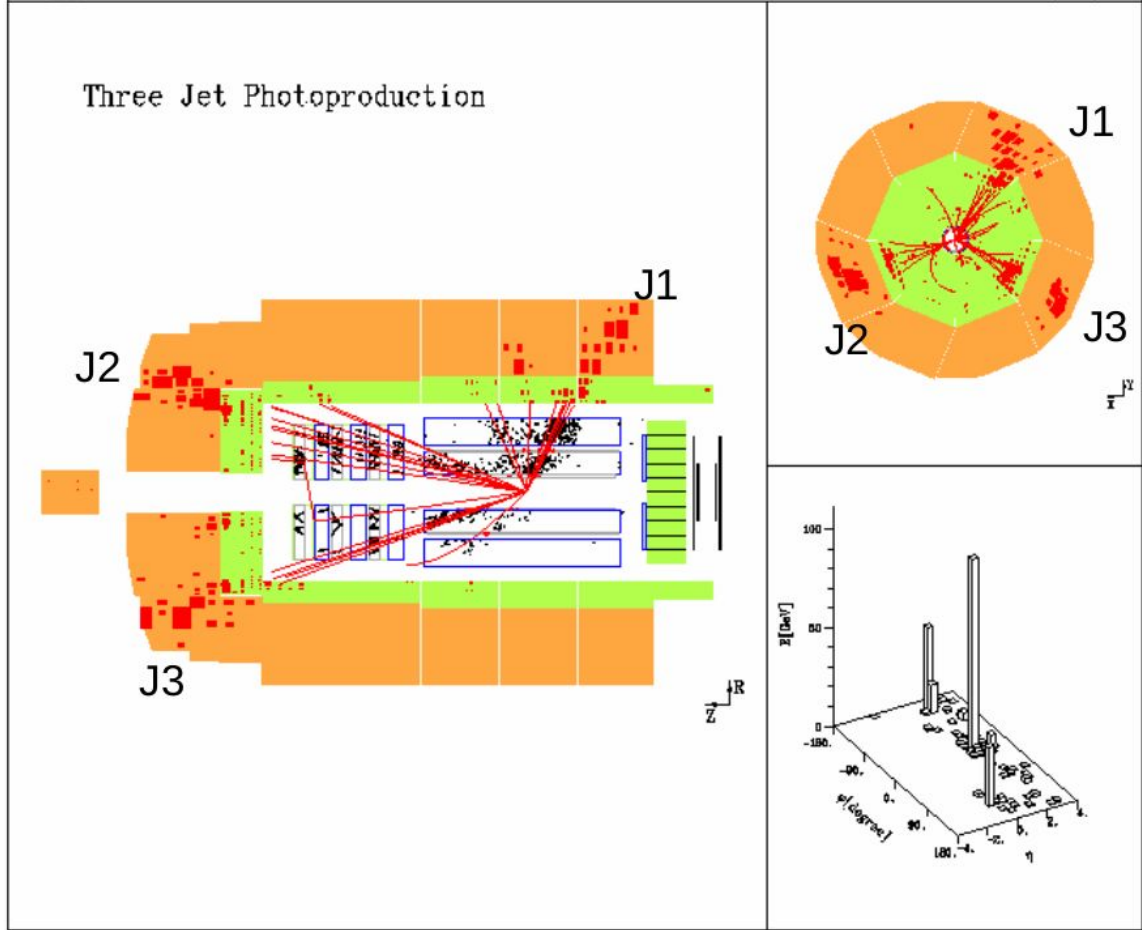 Three Jet Photoproduction
J1
J2
J3
R
Z
J1
J2
J3
Y
X
100
50
0
E[GeV]
-180.
-90.
0.
90.
180.
φ[degree]
-4.
-2.
0.
2.
4.
η